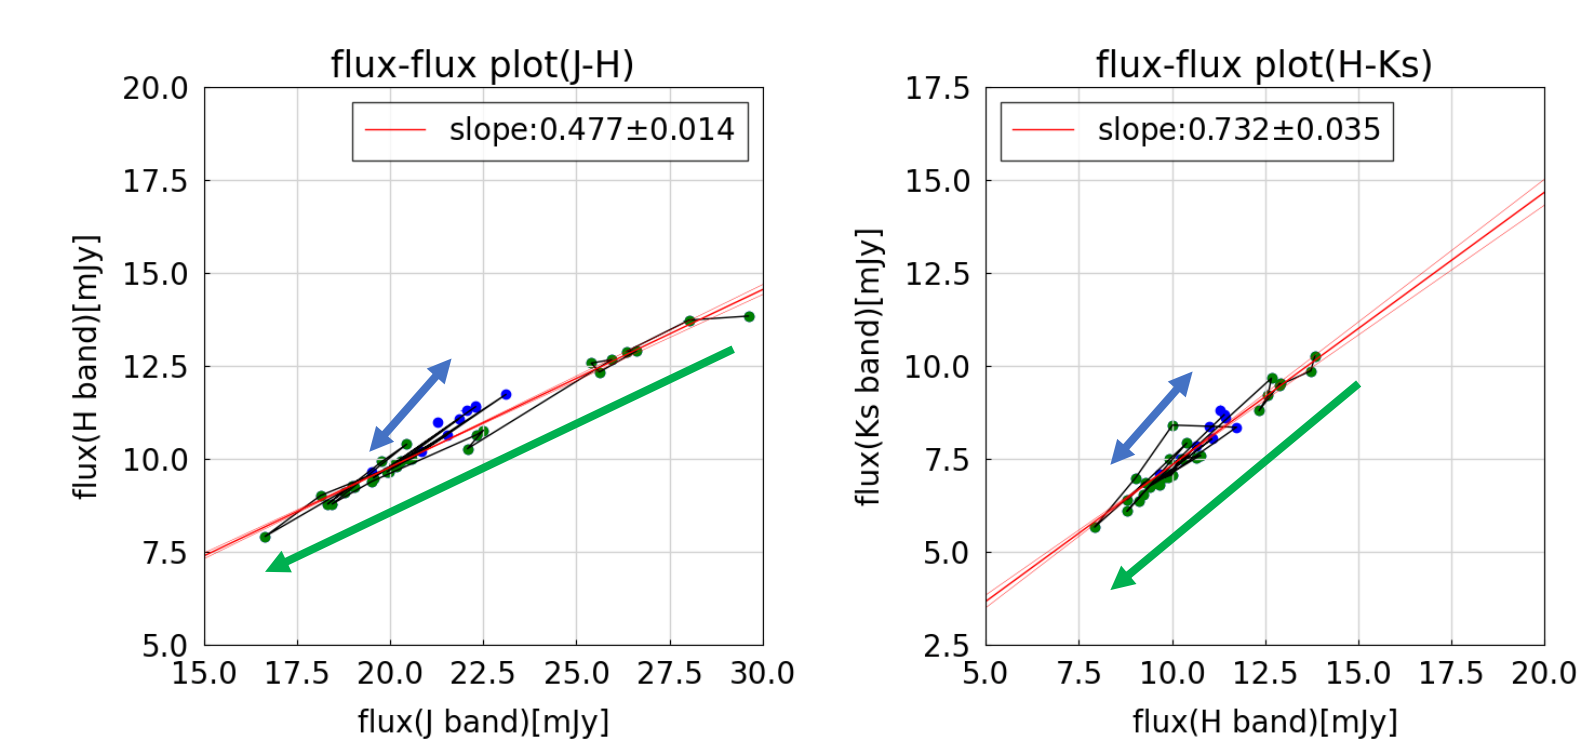 flux-flux plot(J-H)
slope:0.477±0.014
20.0
17.5
15.0
12.5
10.0
7.5
5.0
flux(H band)[mJy]
15.0 17.5 20.0 22.5 25.0 27.5 30.0
flux(J band)[mJy]
flux-flux plot(H-Ks)
slope:0.732±0.035
17.5
15.0
12.5
10.0
7.5
5.0
2.5
flux(Ks band)[mJy]
5.0 7.5 10.0 12.5 15.0 17.5 20.0
flux(H band)[mJy]